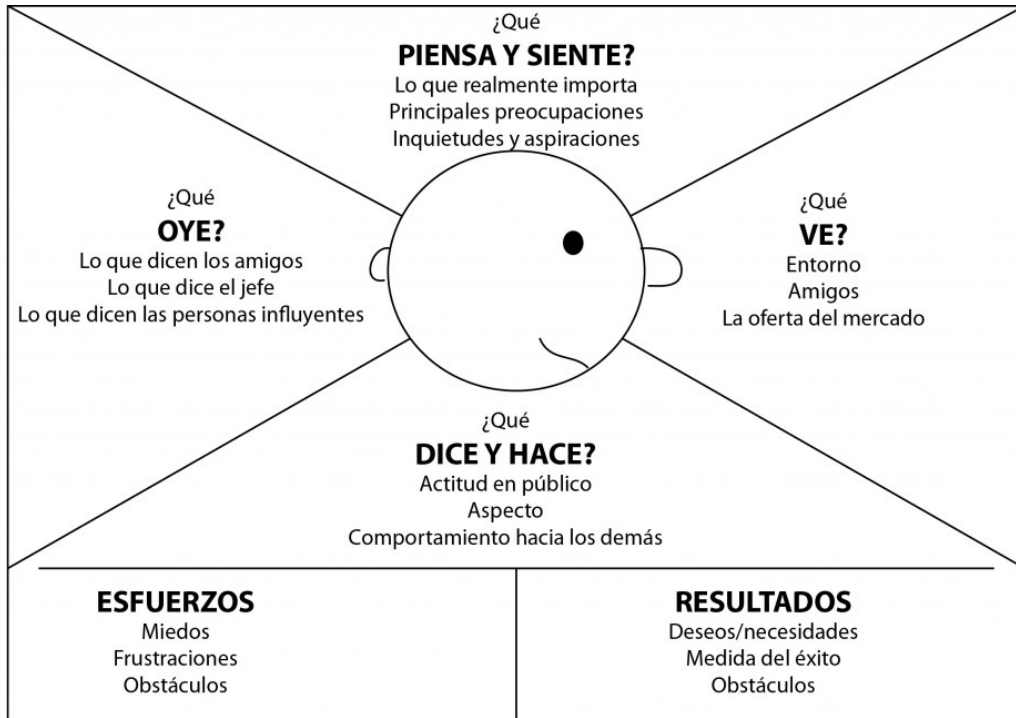 ¿Qué
PIENSA Y SIENTE?
Lo que realmente importa
Principales preocupaciones
Inquietudes y aspiraciones
¿Qué
OYE?
Lo que dicen los amigos
Lo que dice el jefe
Lo que dicen las personas influyentes
¿Qué
VE?
Entorno
Amigos
La oferta del mercado
¿Qué
DICE Y HACE?
Actitud en público
Aspecto
Comportamiento hacia los demás
ESFUERZOS
Miedos
Frustraciones
Obstáculos
RESULTADOS
Deseos/necesidades
Medida del éxito
Obstáculos